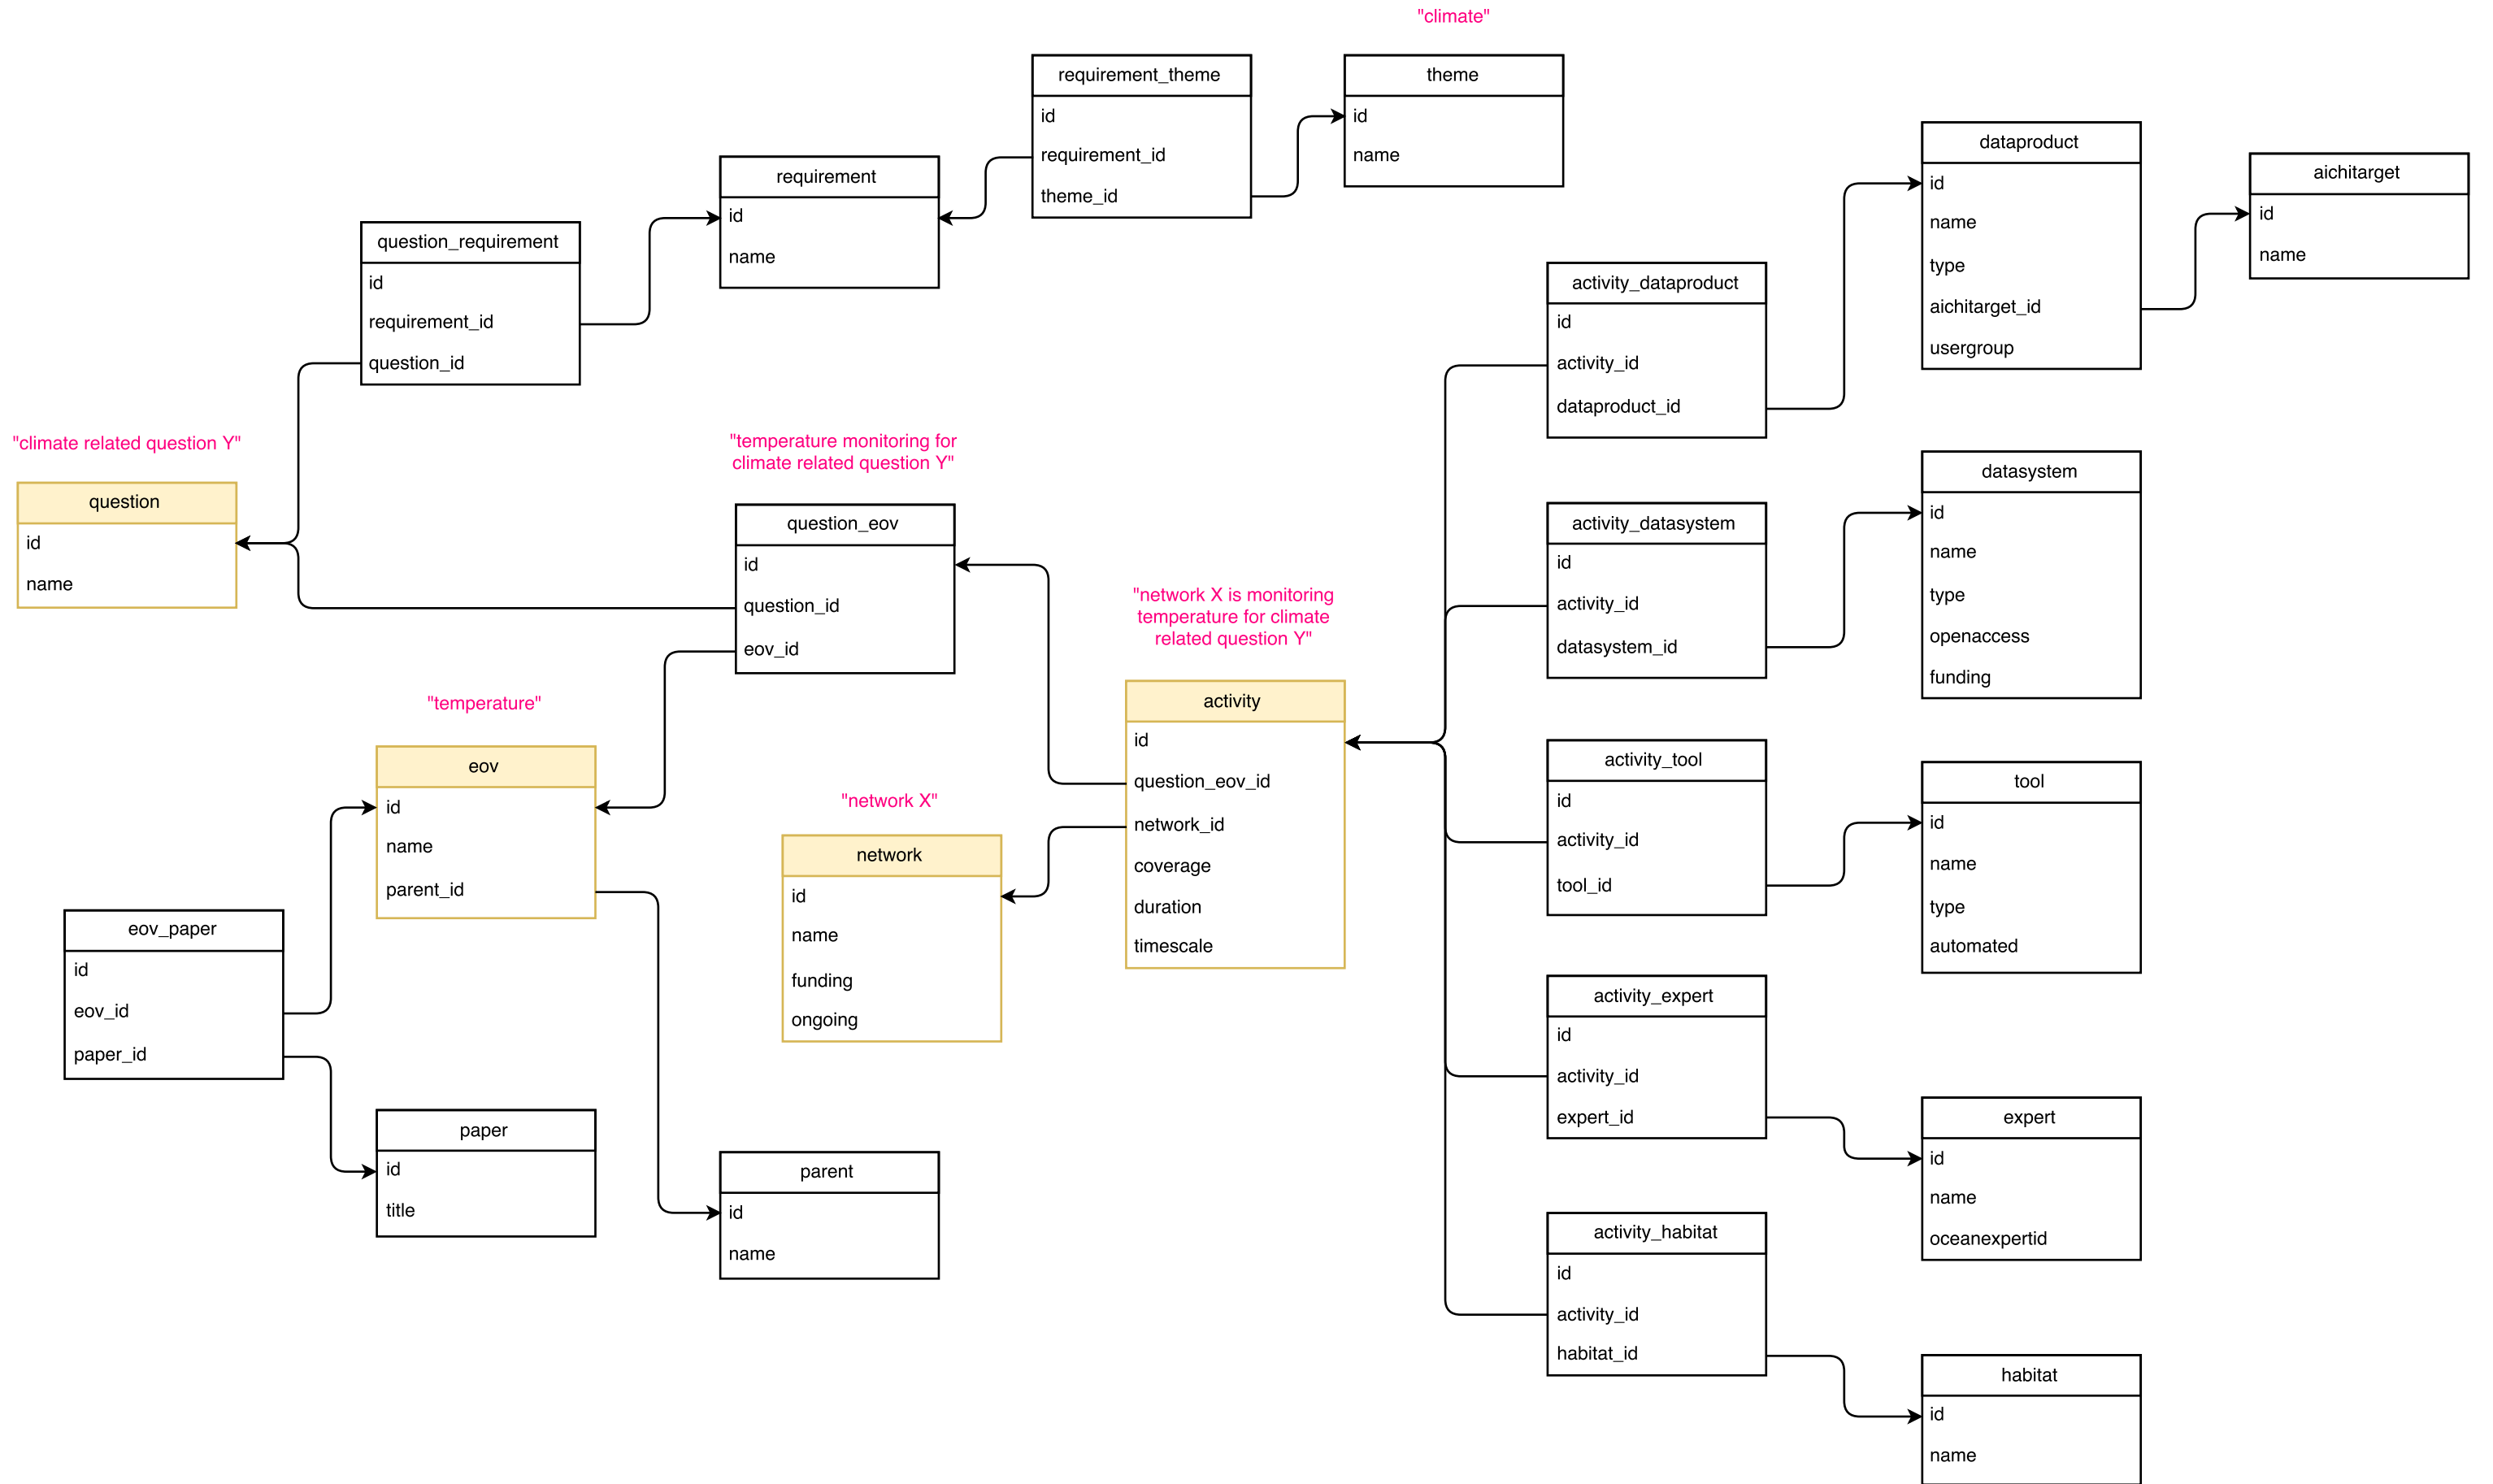 "climate"
requirement_theme
id
requirement_id
theme_id
theme
id
name
requirement
id
name
question_requirement
id
requirement_id
question_id
dataproduct
id
name
type
aichitarget_id
usergroup
aichitarget
id
name
activity_dataproduct
id
activity_id
dataproduct_id
"climate related question Y"
question
id
name
"temperature monitoring for
climate related question Y"
question_eov
id
question_id
eov_id
datasystem
id
name
type
openaccess
funding
activity_datasystem
id
activity_id
datasystem_id
"network X is monitoring
temperature for climate
related question Y"
activity
id
question_eov_id
network_id
coverage
duration
timescale
"temperature"
eov
id
name
parent_id
"network X"
network
id
name
funding
ongoing
activity_tool
id
activity_id
tool_id
tool
id
name
type
automated
eov_paper
id
eov_id
paper_id
paper
id
title
parent
id
name
activity_expert
id
activity_id
expert_id
expert
id
name
oceanexpertid
activity_habitat
id
activity_id
habitat_id
habitat
id
name